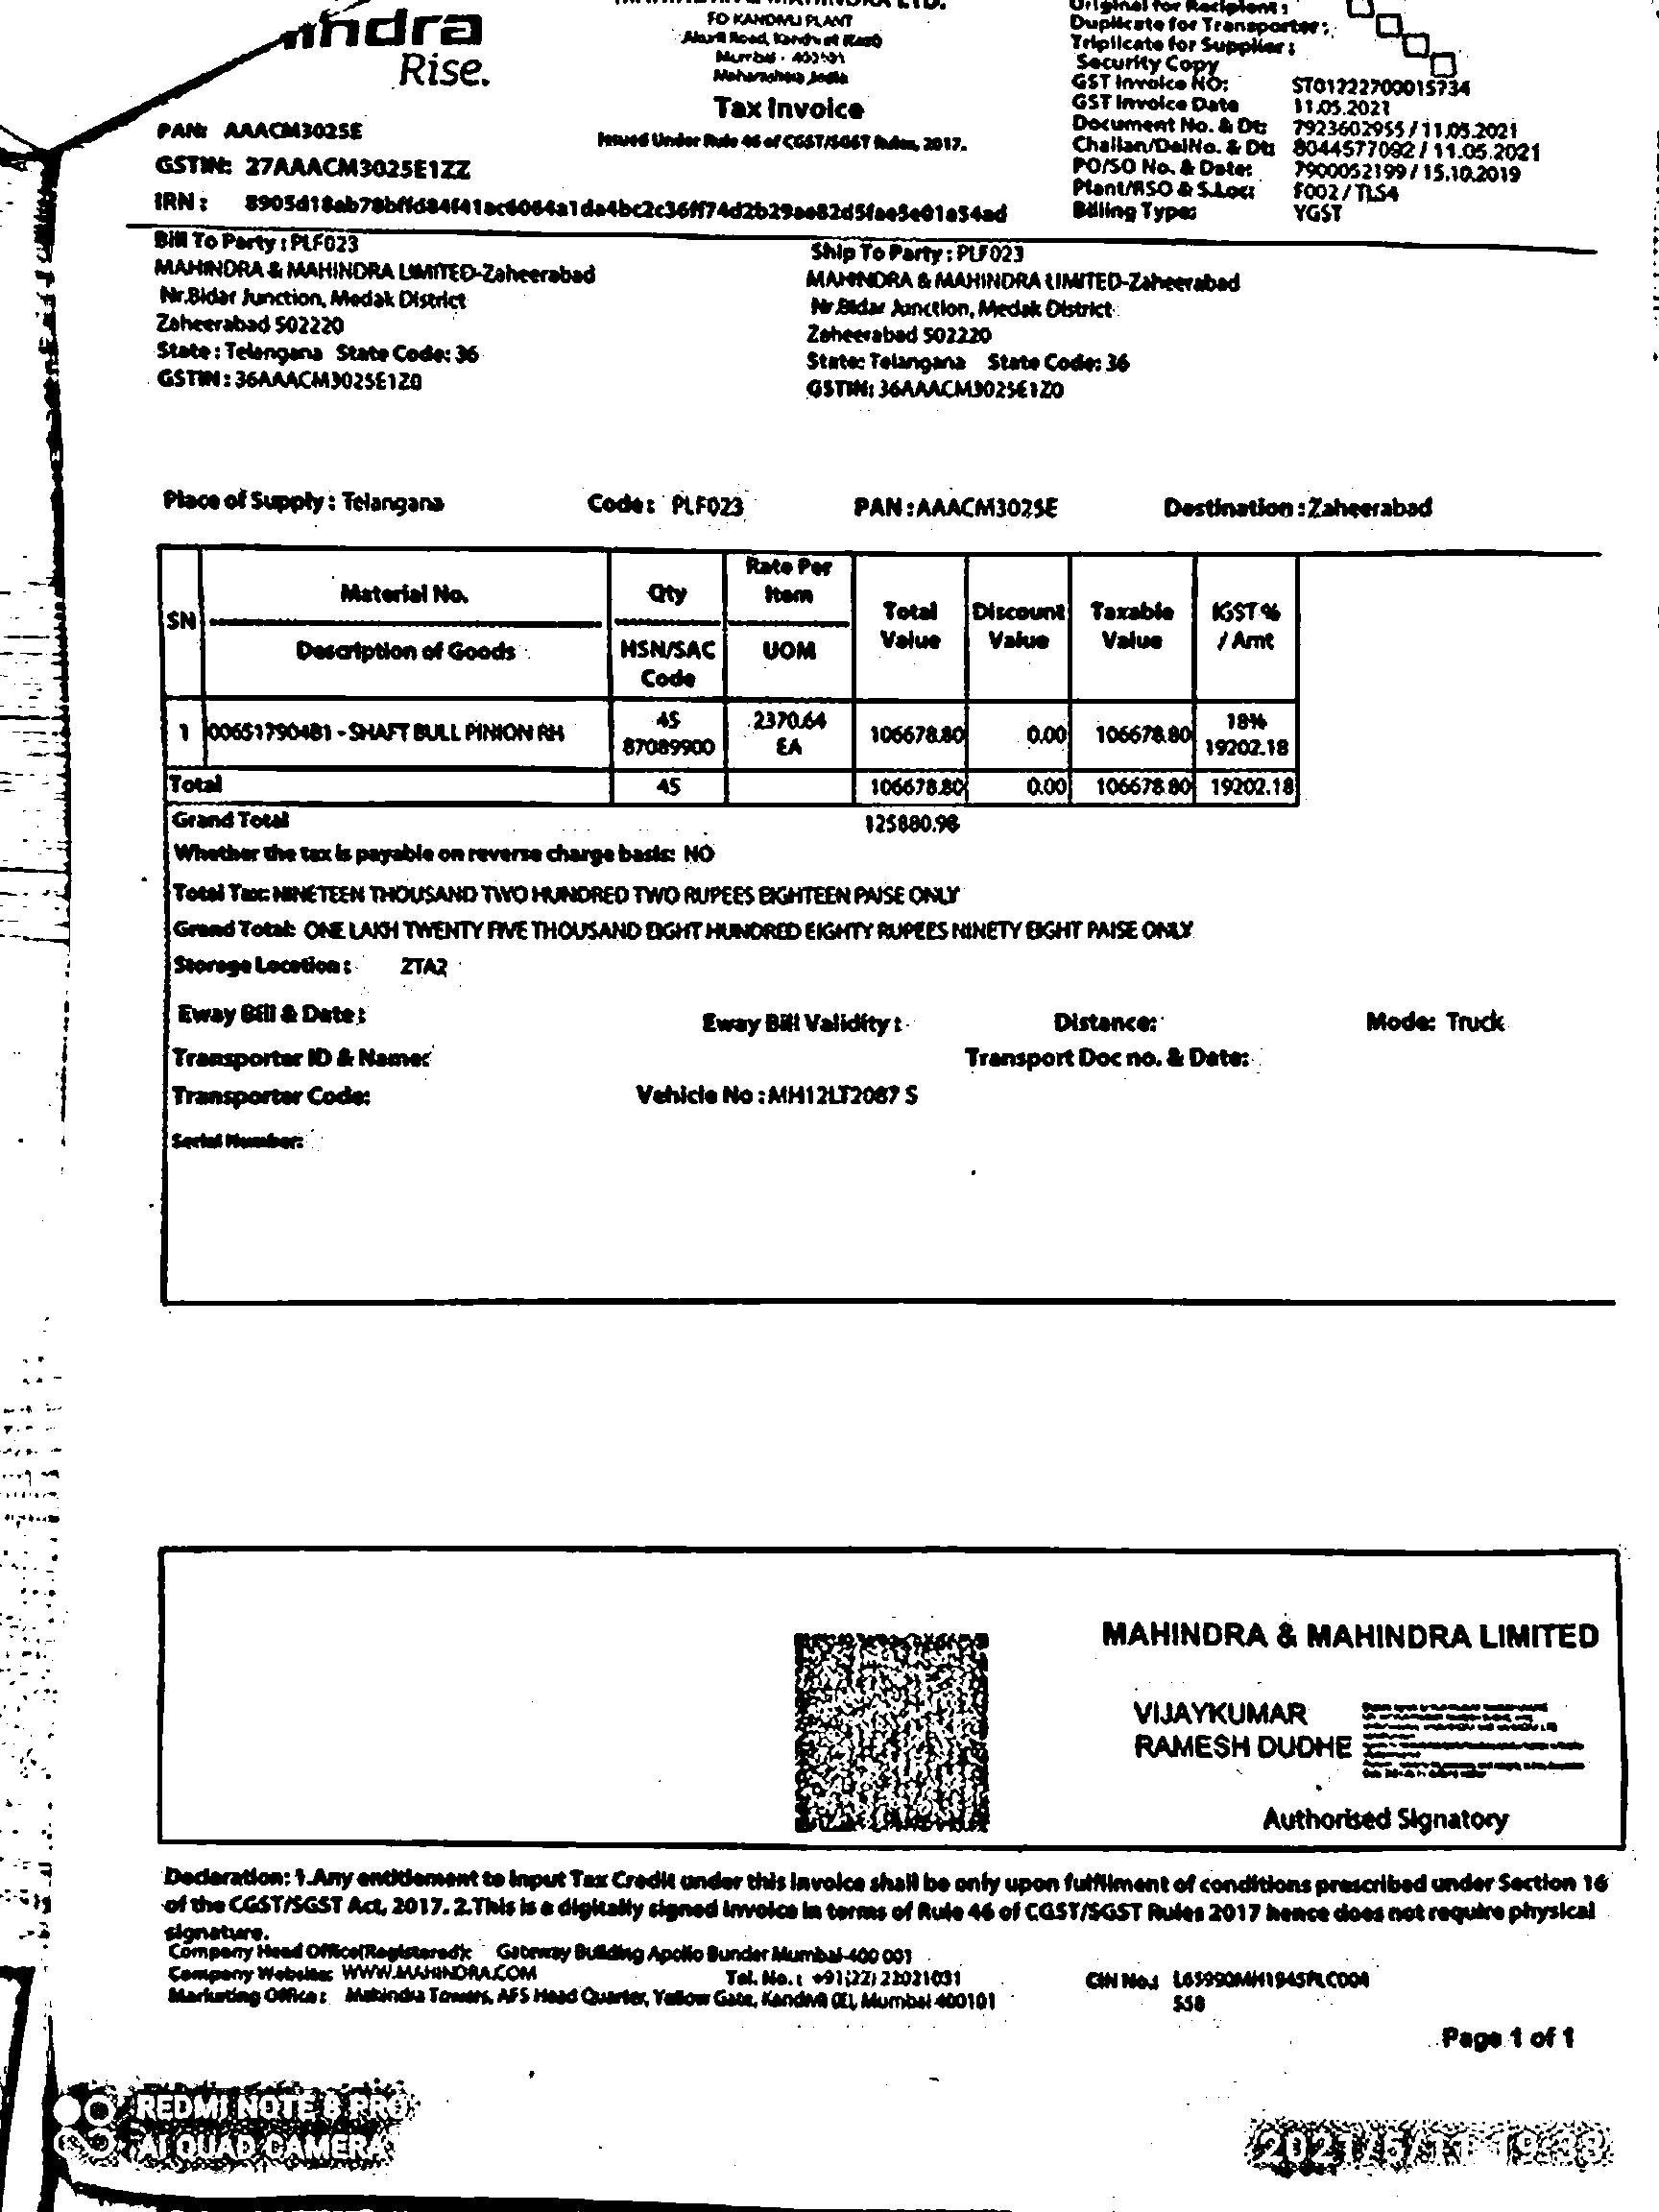 ndra
Rise.
FD KANDIVLI PLANT
Mumbai -
Tax Invoice
Issued Under Rule 46 of CGST/SGST Rules, 2017.
Original for Recipient :
Duplicate for Transporter :
Triplicate for Supplier :
Security Copy
GST Invoice NO: ST01222700015734
GST Invoice Date 11.05.2021
Document No. & Dt: 7923602955 / 11.05.2021
Challan/DelNo. & Dt: 8044577092 / 11.05.2021
PO/SO No. & Date: 7900052199 / 15.10.2019
Plant/RSO & S.Loc: F002 / TLS4
Billing Type: YGST
PAN: AAACM3025E
GSTIN: 27AAACM3025E1ZZ
IRN :
Bill To Party : PLF023
MAHINDRA & MAHINDRA LIMITED-Zaheerabad
Nr.Bidar Junction, Medak District
Zaheerabad 502220
State : Telangana State Code: 36
GSTIN : 36AAACM3025E1Z0
Ship To Party : PLF023
MAHINDRA & MAHINDRA LIMITED-Zaheerabad
Nr.Bidar Junction, Medak District
Zaheerabad 502220
State: Telangana State Code: 36
GSTIN: 36AAACM3025E1Z0
Place of Supply : Telangana Code : PLF023 PAN : AAACM3025E Destination : Zaheerabad
SN Material No. Qty Rate Per Item Total Value Discount Value Taxable Value IGST % / Amt
Description of Goods HSN/SAC Code UOM
1 006517904B1 - SHAFT BULL PINION RH 45 2370.64 106678.80 0.00 106678.80 18%
87089900 EA 19202.18
Total 45 106678.80 0.00 106678.80 19202.18
Grand Total 125880.98
Whether the tax is payable on reverse charge basis: NO
Total Tax: NINETEEN THOUSAND TWO HUNDRED TWO RUPEES EIGHTEEN PAISE ONLY
Grand Total: ONE LAKH TWENTY FIVE THOUSAND EIGHT HUNDRED EIGHTY RUPEES NINETY EIGHT PAISE ONLY
Storage Location : ZTA2
Eway Bill & Date : Eway Bill Validity : Distance: Mode: Truck
Transporter ID & Name: Transport Doc no. & Date:
Transporter Code: Vehicle No : MH12LT2087 S
Serial Number:
MAHINDRA & MAHINDRA LIMITED
VIJAYKUMAR
RAMESH DUDHE
Authorised Signatory
Declaration: 1.Any entitlement to Input Tax Credit under this invoice shall be only upon fulfilment of conditions prescribed under Section 16
of the CGST/SGST Act, 2017. 2.This is a digitally signed invoice in terms of Rule 46 of CGST/SGST Rules 2017 hence does not require physical
signature.
Company Head Office(Registered): Gateway Building Apollo Bunder Mumbai-400 001
Company Website: WWW.MAHINDRA.COM Tel. No. : +91(22) 22021031 CIN No.: L65990MH1945PLC004
558
Marketing Office : Mahindra Towers, AFS Head Quarter, Yellow Gate, Kandivli (E), Mumbai 400101
Page 1 of 1
REDMI NOTE 8 PRO
AI QUAD CAMERA
2021/5/11 19:38